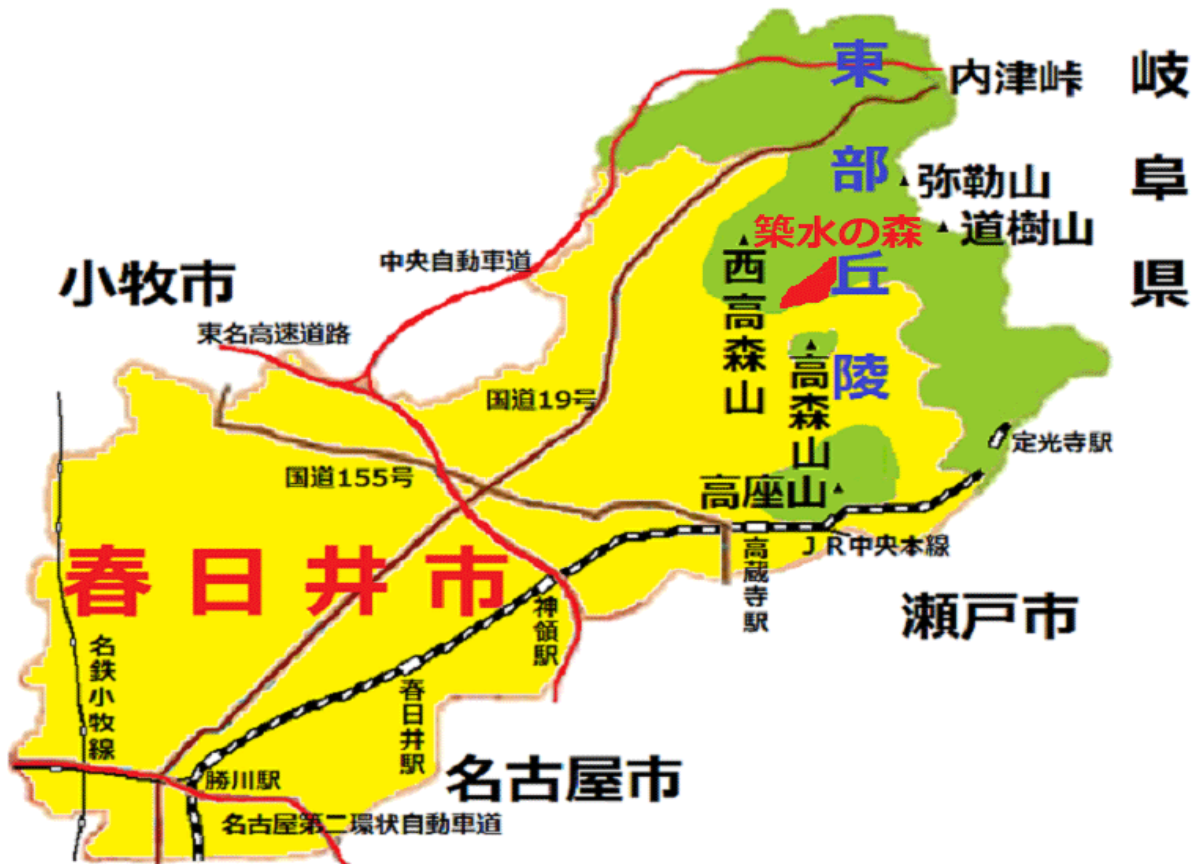 東部丘陵
内津峠
岐阜県
弥勒山
築水の森
道樹山
西高森山
中央自動車道
小牧市
東名高速道路
高森山
国道19号
定光寺駅
国道155号
高座山
春日井市
JR中央本線
高蔵寺駅
神領駅
瀬戸市
名鉄小牧線
春日井駅
名古屋市
勝川駅
名古屋第二環状自動車道